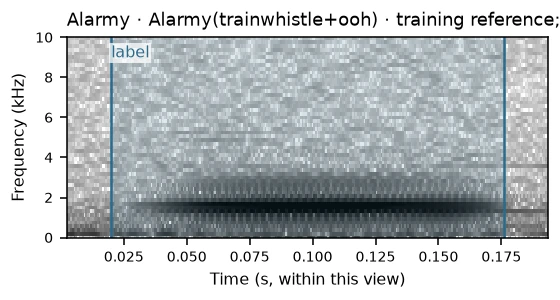 Alarmy · Alarmy(trainwhistle+ooh) · training reference;
label
Frequency (kHz)
10
8
6
4
2
0
0.025 0.050 0.075 0.100 0.125 0.150 0.175
Time (s, within this view)